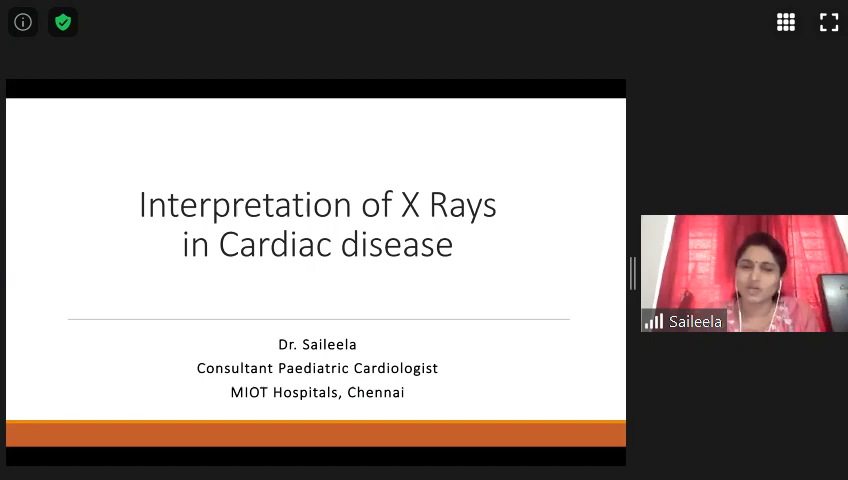 Interpretation of X Rays
in Cardiac disease
Dr. Saileela
Consultant Paediatric Cardiologist
MIOT Hospitals, Chennai
Saileela